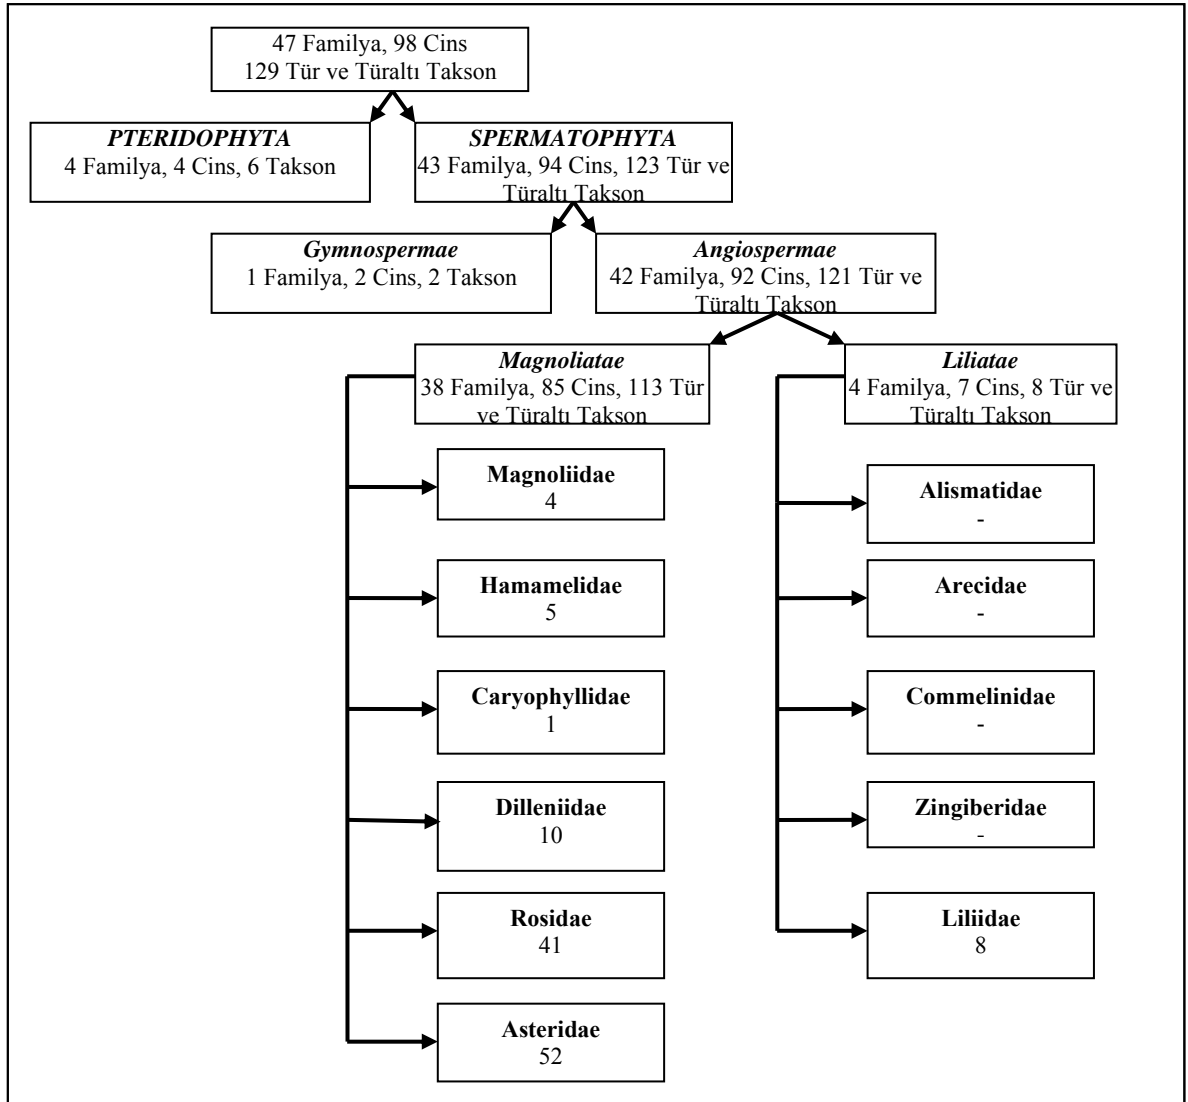 47 Familya, 98 Cins
129 Tür ve Türaltı Takson
PTERIDOPHYTA
4 Familya, 4 Cins, 6 Takson
SPERMATOPHYTA
43 Familya, 94 Cins, 123 Tür ve
Türaltı Takson
Gymnospermae
1 Familya, 2 Cins, 2 Takson
Angiospermae
42 Familya, 92 Cins, 121 Tür ve
Türaltı Takson
Magnoliatae
38 Familya, 85 Cins, 113 Tür
ve Türaltı Takson
Liliatae
4 Familya, 7 Cins, 8 Tür ve
Türaltı Takson
Magnoliidae
4
Hamamelidae
5
Caryophyllidae
1
Dilleniidae
10
Rosidae
41
Asteridae
52
Alismatidae
-
Arecidae
-
Commelinidae
-
Zingiberidae
-
Liliidae
8